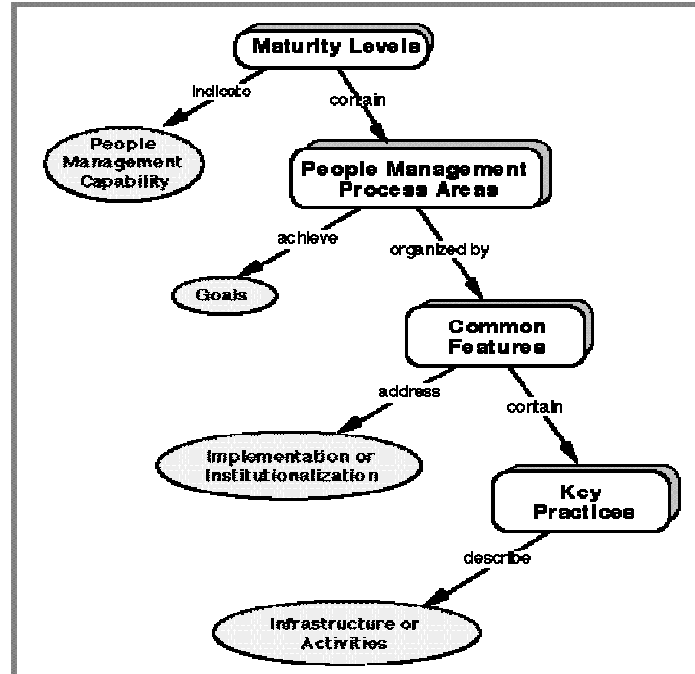 Maturity Levels
indicate
contain
People
Management
Capability
People Management
Process Areas
achieve
organized by
Goals
Common
Features
address
contain
Implementation or
Institutionalization
Key
Practices
describe
Infrastructure or
Activities